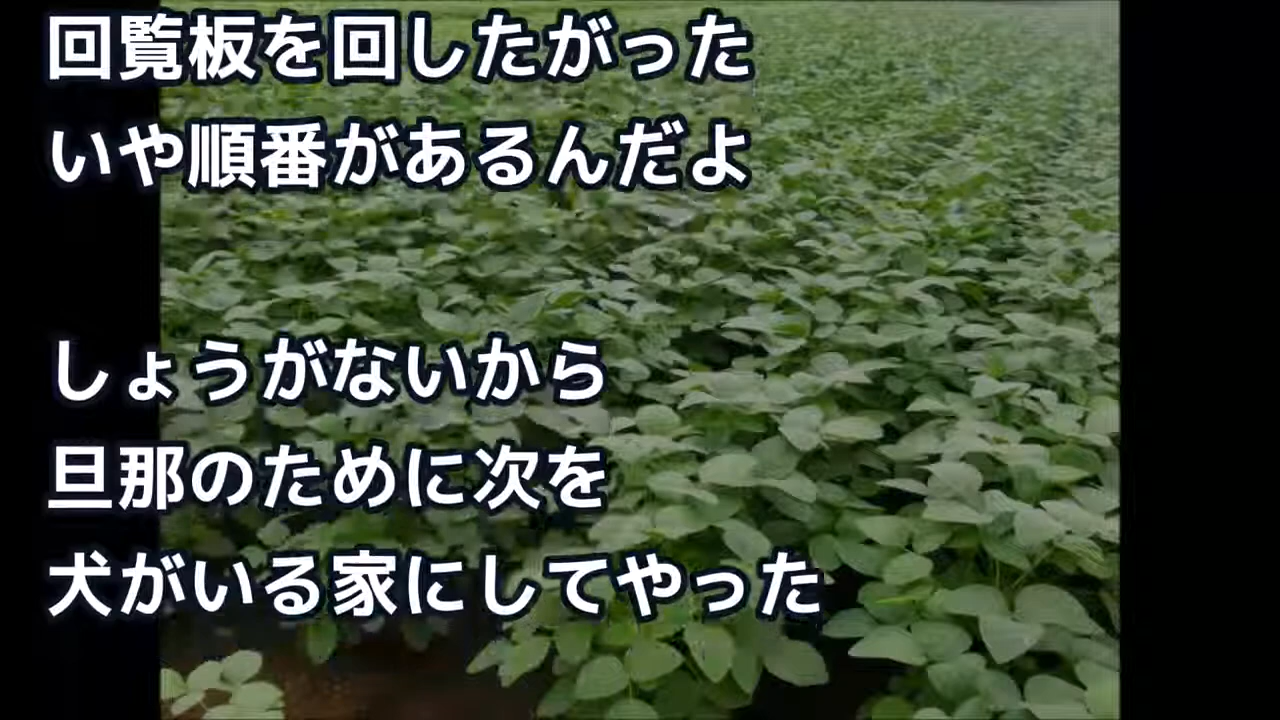 回覧板を回したがった
いや順番があるんだよ
しょうがないから
旦那のために次を
犬がいる家にしてやった